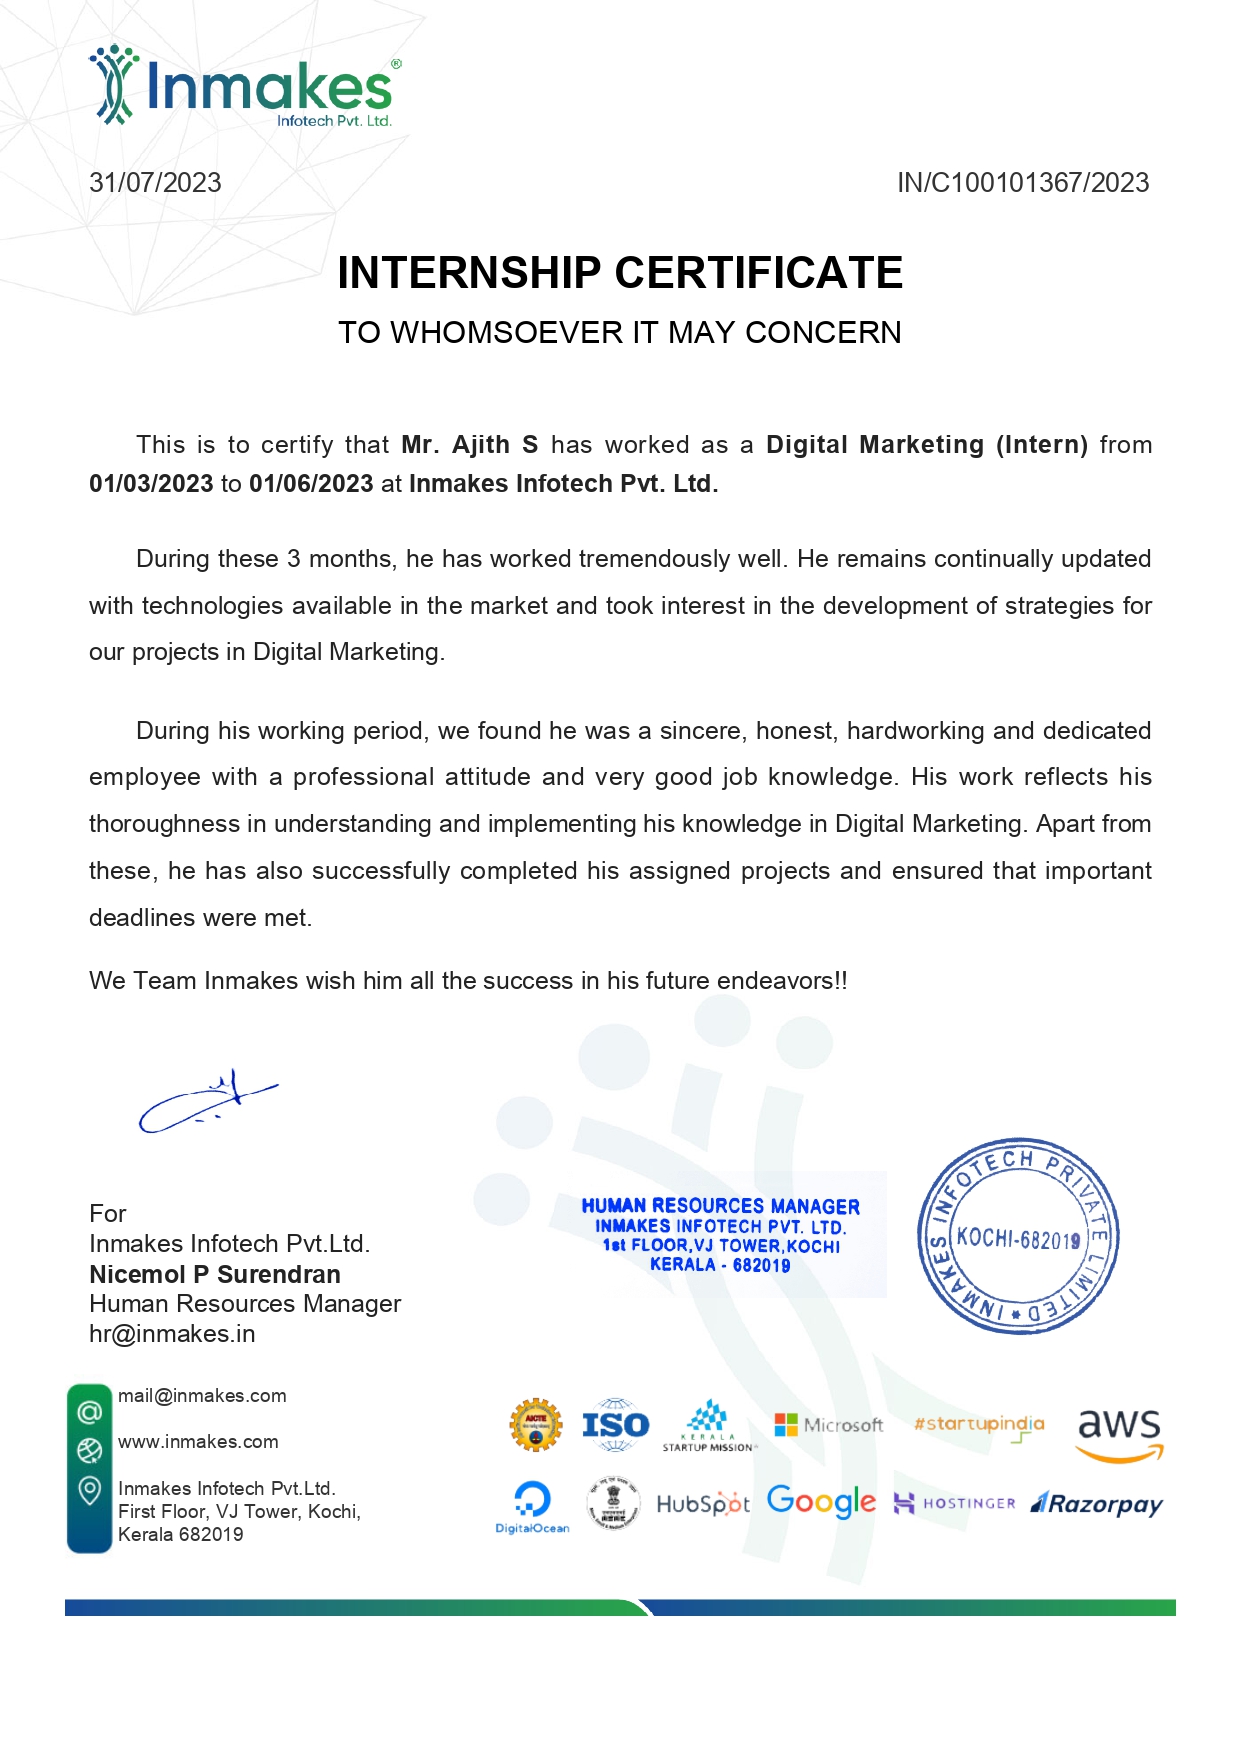 Inmakes®
Infotech Pvt. Ltd.
31/07/2023 IN/C100101367/2023
INTERNSHIP CERTIFICATE
TO WHOMSOEVER IT MAY CONCERN
This is to certify that Mr. Ajith S has worked as a Digital Marketing (Intern) from
01/03/2023 to 01/06/2023 at Inmakes Infotech Pvt. Ltd.
During these 3 months, he has worked tremendously well. He remains continually updated
with technologies available in the market and took interest in the development of strategies for
our projects in Digital Marketing.
During his working period, we found he was a sincere, honest, hardworking and dedicated
employee with a professional attitude and very good job knowledge. His work reflects his
thoroughness in understanding and implementing his knowledge in Digital Marketing. Apart from
these, he has also successfully completed his assigned projects and ensured that important
deadlines were met.
We Team Inmakes wish him all the success in his future endeavors!!
For
Inmakes Infotech Pvt.Ltd.
Nicemol P Surendran
Human Resources Manager
hr@inmakes.in
HUMAN RESOURCES MANAGER
INMAKES INFOTECH PVT. LTD.
1st FLOOR,VJ TOWER,KOCHI
KERALA - 682019
INMAKES INFOTECH PRIVATE LIMITED
KOCHI-682019
mail@inmakes.com
www.inmakes.com
Inmakes Infotech Pvt.Ltd.
First Floor, VJ Tower, Kochi,
Kerala 682019
AICTE
ISO
KERALA
STARTUP MISSION
Microsoft
#startupindia
aws
DigitalOcean
HubSpot
Google
HOSTINGER
Razorpay